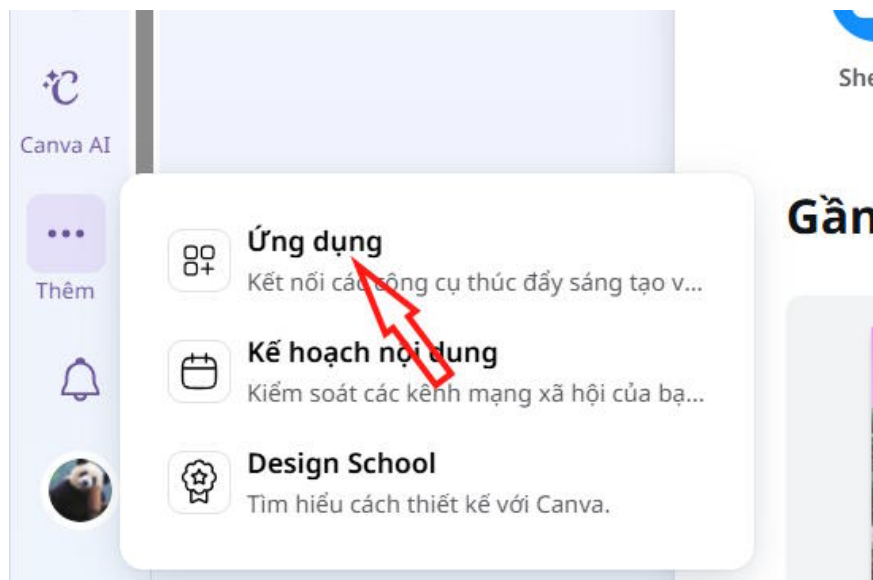 Canva AI
Thêm
Ứng dụng
Kết nối các công cụ thúc đẩy sáng tạo v...
Kế hoạch nội dung
Kiểm soát các kênh mạng xã hội của bạ...
Design School
Tìm hiểu cách thiết kế với Canva.
She
Gần